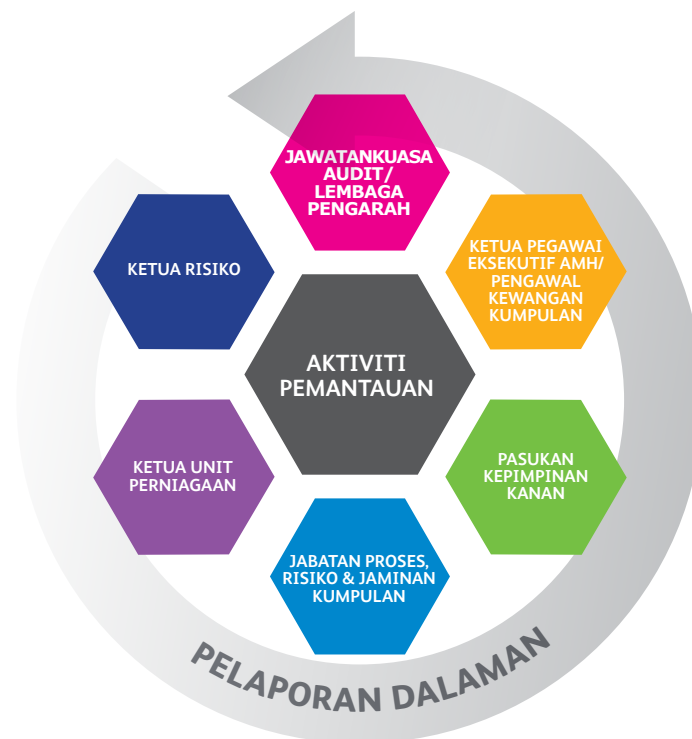 JAWATANKUASA
AUDIT/
LEMBAGA
PENGARAH
KETUA PEGAWAI
EKSEKUTIF AMH/
PENGAWAL
KEWANGAN
KUMPULAN
PASUKAN
KEPIMPINAN
KANAN
JABATAN PROSES,
RISIKO & JAMINAN
KUMPULAN
KETUA UNIT
PERNIAGAAN
KETUA RISIKO
AKTIVITI
PEMANTAUAN
PELAPORAN DALAMAN